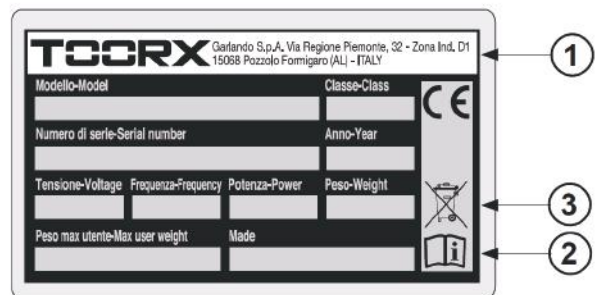 TOORX Garlando S.p.A. Via Regione Piemonte, 32 - Zona Ind. D1
15068 Pozzolo Formigaro (AL) - ITALY
1
Modello-Model Classe-Class
CE
Numero di serie-Serial number Anno-Year
Tensione-Voltage Frequenza-Frequency Potenza-Power Peso-Weight
3
Peso max utente-Max user weight Made
i
2